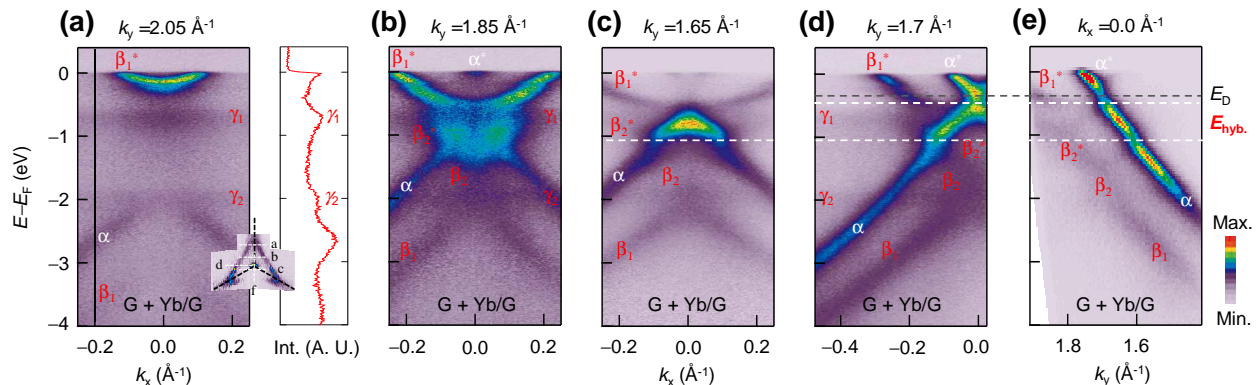 (a) k_y =2.05 Å⁻¹
(b) k_y =1.85 Å⁻¹
(c) k_y =1.65 Å⁻¹
(d) k_y =1.7 Å⁻¹
(e) k_x =0.0 Å⁻¹
E–E_F (eV)
0
−1
−2
−3
−4
β₁*
γ₁
γ₂
α
β₁
G + Yb/G
−0.2 0.0 0.2
k_x (Å⁻¹)
a
b
c
d
f
γ₁
γ₂
Int. (A. U.)
β₁*
α*
γ₁
β₂*
β₂
α
γ₂
β₁
G + Yb/G
−0.2 0.0 0.2
k_x (Å⁻¹)
β₁*
β₂*
α
β₂
β₁
G + Yb/G
−0.2 0.0 0.2
k_x (Å⁻¹)
β₁*
α*
γ₁
β₂*
β₂
γ₂
α
G + Yb/G
−0.4 −0.2 −0.0
k_x (Å⁻¹)
α*
β₁*
β₂*
β₂
α
β₁
G + Yb/G
1.8 1.6
k_y (Å⁻¹)
E_D
E_hyb.
Max.
Min.